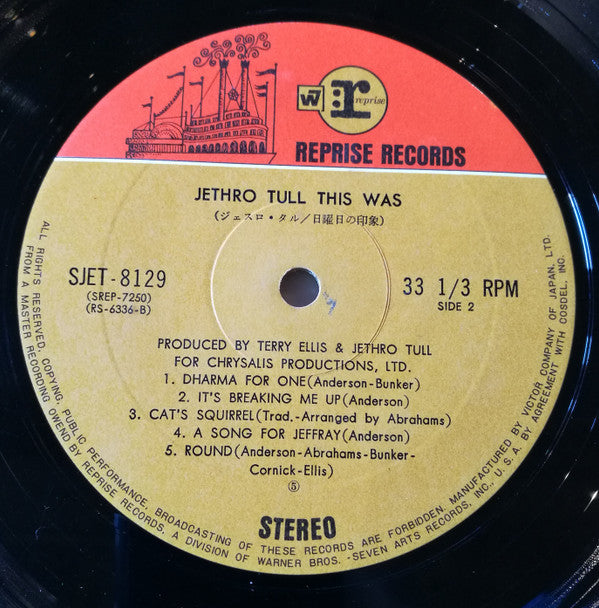 W
r
reprise
REPRISE RECORDS
JETHRO TULL THIS WAS
(ジェスロ・タル/日曜日の印象)
SJET-8129
(SREP-7250)
(RS-6336-B)
33 1/3 RPM
SIDE 2
PRODUCED BY TERRY ELLIS & JETHRO TULL
FOR CHRYSALIS PRODUCTIONS, LTD.
1. DHARMA FOR ONE(Anderson-Bunker)
2. IT'S BREAKING ME UP(Anderson)
3. CAT'S SQUIRREL(Trad.-Arranged by Abrahams)
4. A SONG FOR JEFFRAY(Anderson)
5. ROUND(Anderson-Abrahams-Bunker-
Cornick-Ellis)
⑤
STEREO
ALL RIGHTS RESERVED, COPYING, PUBLIC PERFORMANCE, BROADCASTING OF THESE RECORDS ARE FORBIDDEN. MANUFACTURED BY VICTOR COMPANY OF JAPAN, LTD.
FROM A MASTER RECORDING OWEND BY REPRISE RECORDS, A DIVISION OF WARNER BROS. -SEVEN ARTS RECORDS, INC., U.S.A. BY AGREEMENT WITH COSDEL, INC.